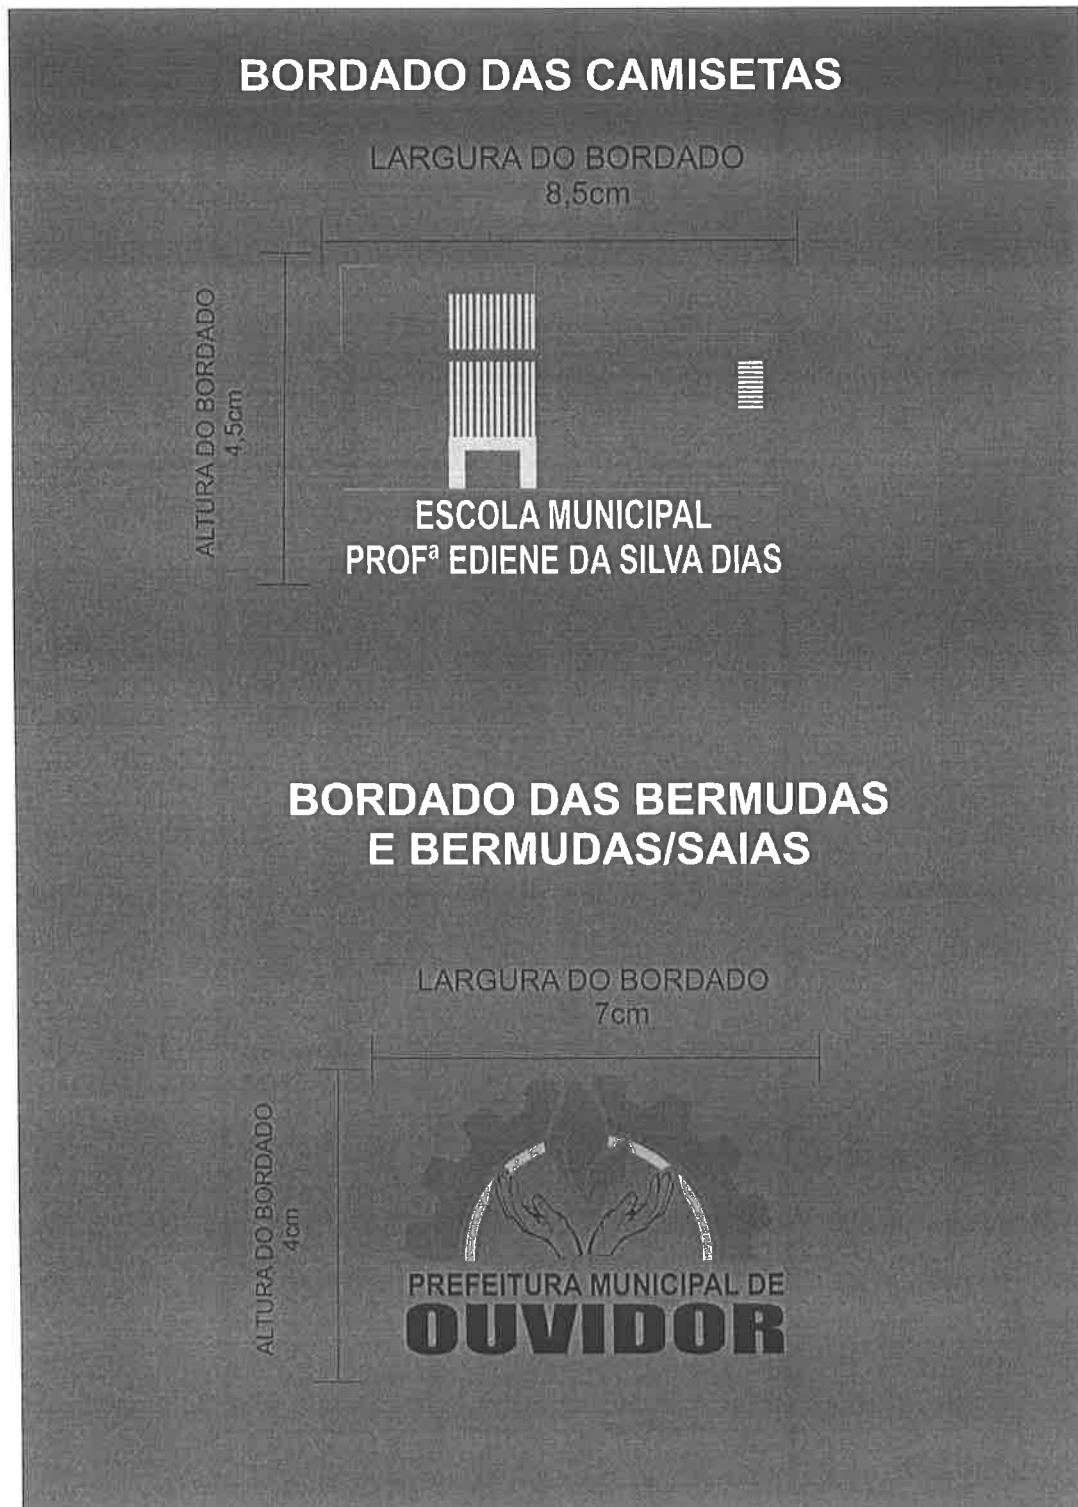 BORDADO DAS CAMISETAS
LARGURA DO BORDADO
8,5cm
ALTURA DO BORDADO
4,5cm
ESCOLA MUNICIPAL
PROFª EDIENE DA SILVA DIAS
BORDADO DAS BERMUDAS
E BERMUDAS/SAIAS
LARGURA DO BORDADO
7cm
ALTURA DO BORDADO
4cm
PREFEITURA MUNICIPAL DE
OUVIDOR